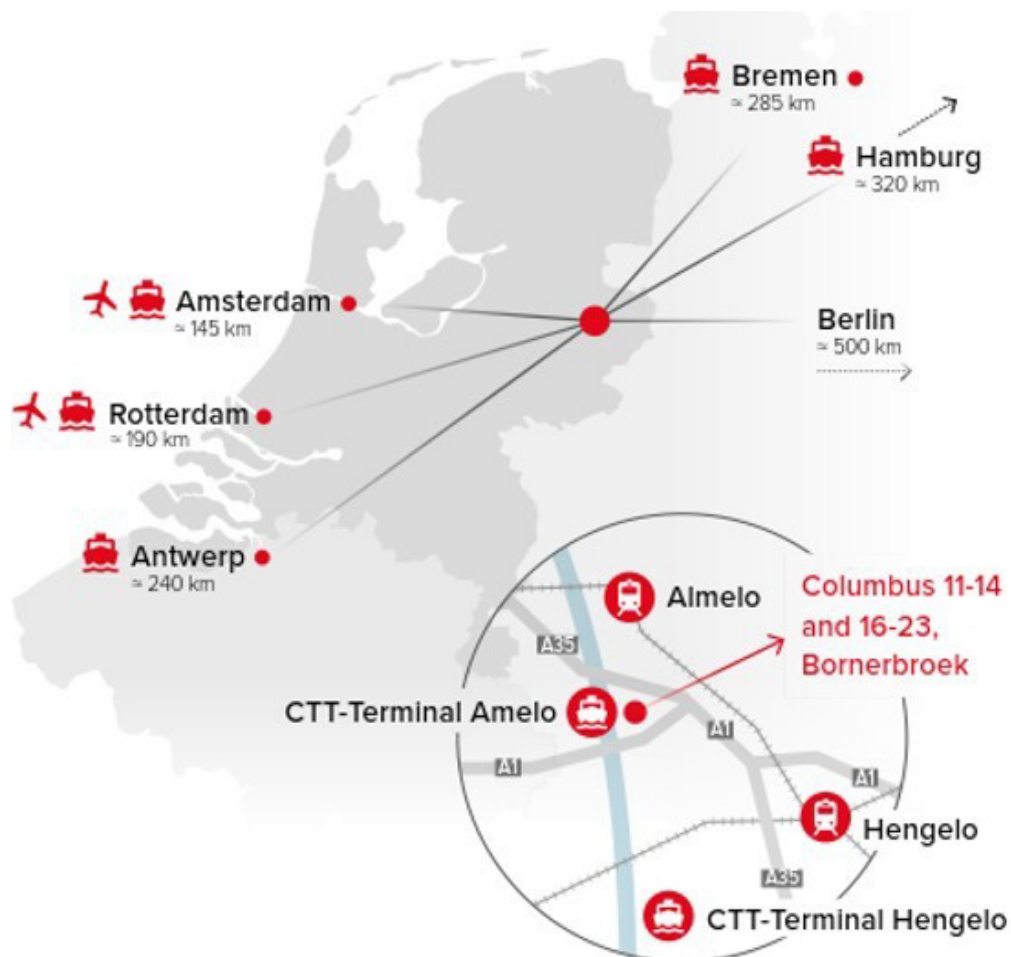 Bremen
≃ 285 km
Hamburg
≃ 320 km
Amsterdam
≃ 145 km
Berlin
≃ 500 km
Rotterdam
≃ 190 km
Antwerp
≃ 240 km
Almelo
Columbus 11-14
and 16-23,
Bornerbroek
A35
CTT-Terminal Amelo
A1
A1
A1
Hengelo
A35
CTT-Terminal Hengelo